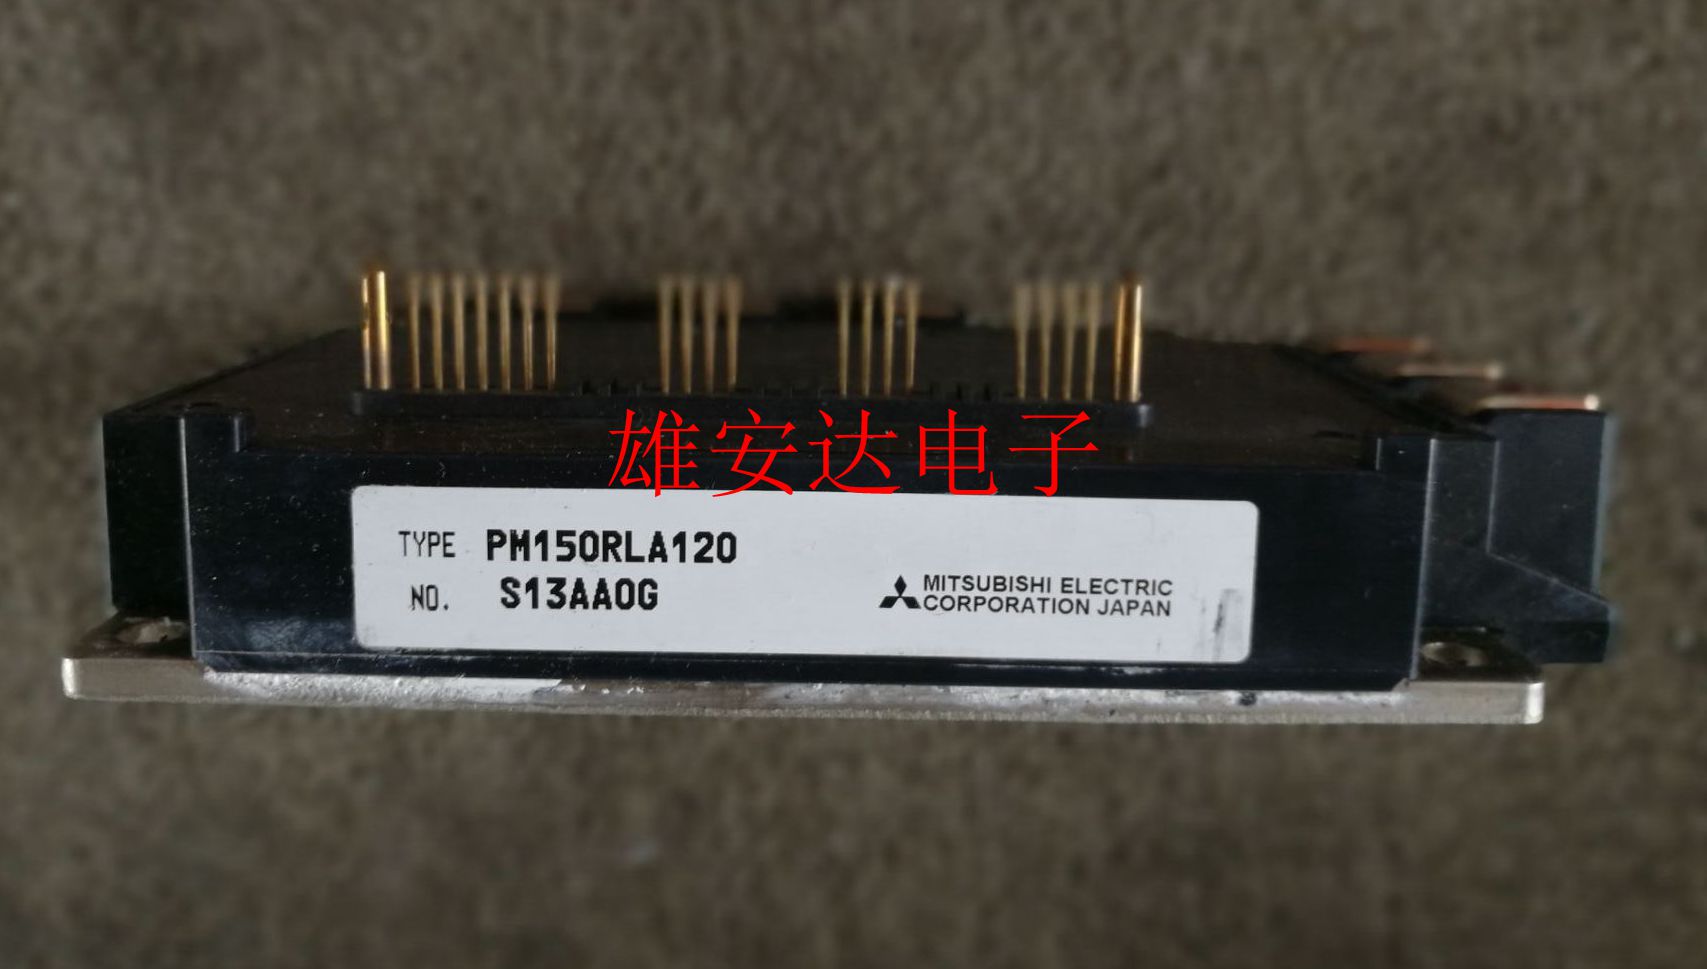 雄安达电子
TYPE PM150RLA120
NO. S13AA0G
MITSUBISHI ELECTRIC
CORPORATION JAPAN